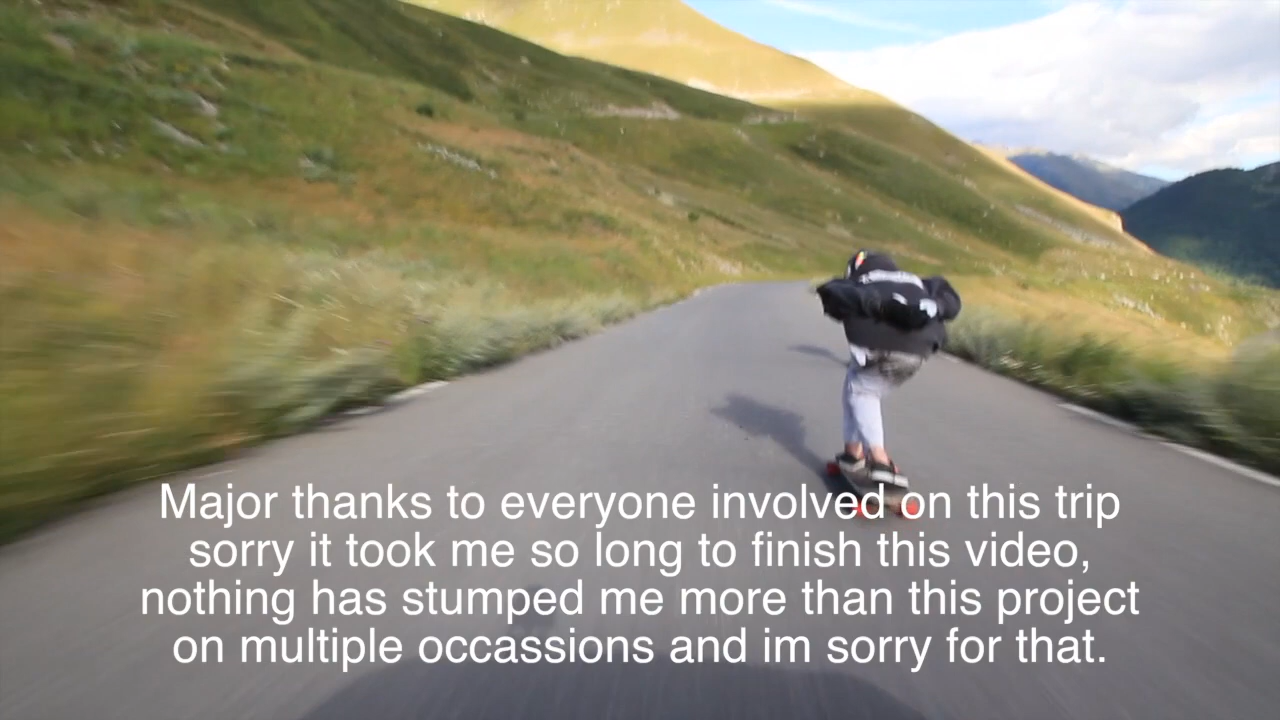 Major thanks to everyone involved on this trip
sorry it took me so long to finish this video,
nothing has stumped me more than this project
on multiple occassions and im sorry for that.